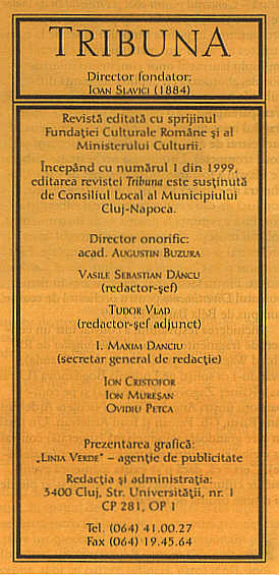 TRIBUNA
Director fondator:
IOAN SLAVICI (1884)
Revistă editată cu sprijinul
Fundaţiei Culturale Române şi al
Ministerului Culturii.
Începând cu numărul 1 din 1999,
editarea revistei Tribuna este susţinută
de Consiliul Local al Municipiului
Cluj-Napoca.
Director onorific:
acad. AUGUSTIN BUZURA
VASILE SEBASTIAN DÂNCU
(redactor-şef)
TUDOR VLAD
(redactor-şef adjunct)
I. MAXIM DANCIU
(secretar general de redacţie)
ION CRISTOFOR
ION MUREŞAN
OVIDIU PETCA
Prezentarea grafică:
„LINIA VERDE" – agenţie de publicitate
Redacţia şi administraţia:
3400 Cluj, Str. Universităţii, nr. 1
CP 281, OP 1
Tel. (064) 41.00.27
Fax (064) 19.45.64